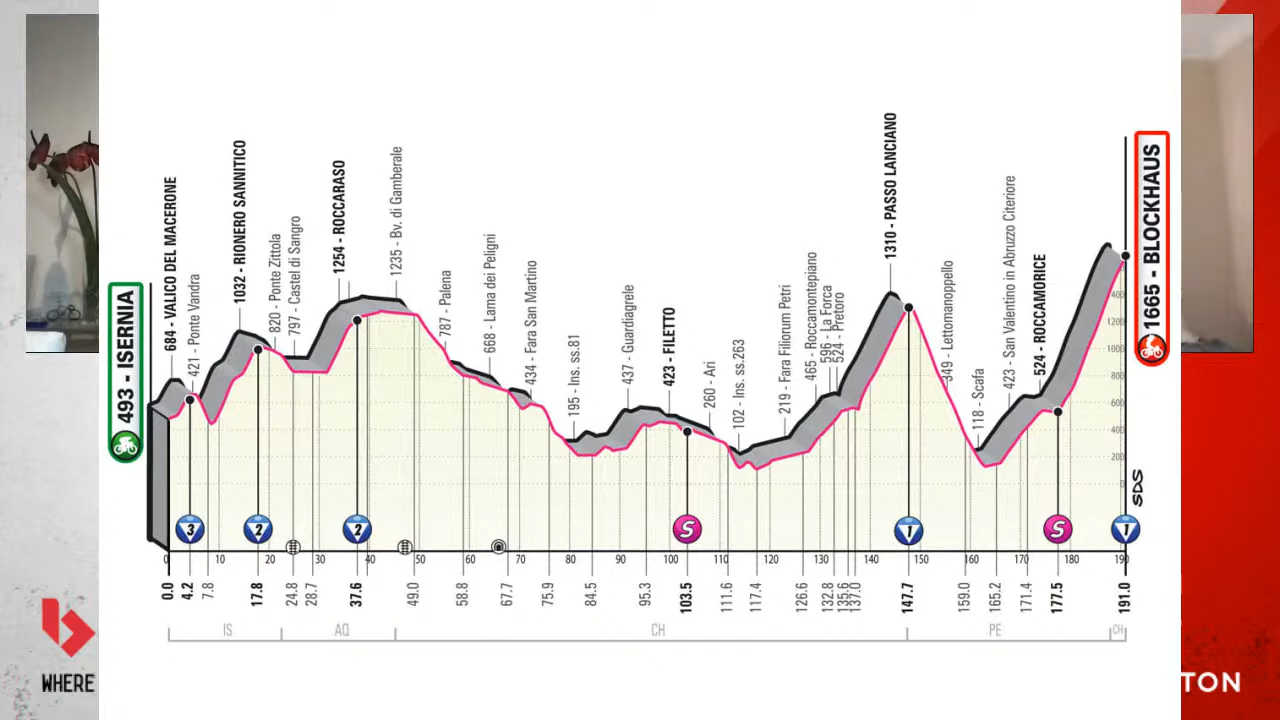 493 - ISERNIA
684 - VALICO DEL MACERONE
421 - Ponte Vandra
1032 - RIONERO SANNITICO
820 - Ponte Zittola
797 - Castel di Sangro
1254 - ROCCARASO
1235 - Bv. di Gamberale
787 - Palena
668 - Lama dei Peligni
434 - Fara San Martino
195 - Ins. ss.81
437 - Guardiagrele
423 - FILETTO
260 - Ari
102 - Ins. ss.263
219 - Fara Filiorum Petri
465 - Roccamontepiano
596 - La Forca
524 - Pretoro
1310 - PASSO LANCIANO
349 - Lettomanoppello
118 - Scafa
423 - San Valentino in Abruzzo Citeriore
524 - ROCCAMORICE
1665 - BLOCKHAUS
400
1200
1000
800
600
400
200
0
SDS
3 2 2 S 1 S 1
0 10 20 30 40 50 60 70 80 90 100 110 120 130 140 150 160 170 180 190
0.0 4.2 7.8 17.8 24.8 28.7 37.6 49.0 58.8 67.7 75.9 84.5 95.3 103.5 111.6 117.4 126.6 132.8 135.6 137.0 147.7 159.0 165.2 171.4 177.5 191.0
IS AQ CH PE CH
WHERE
TON